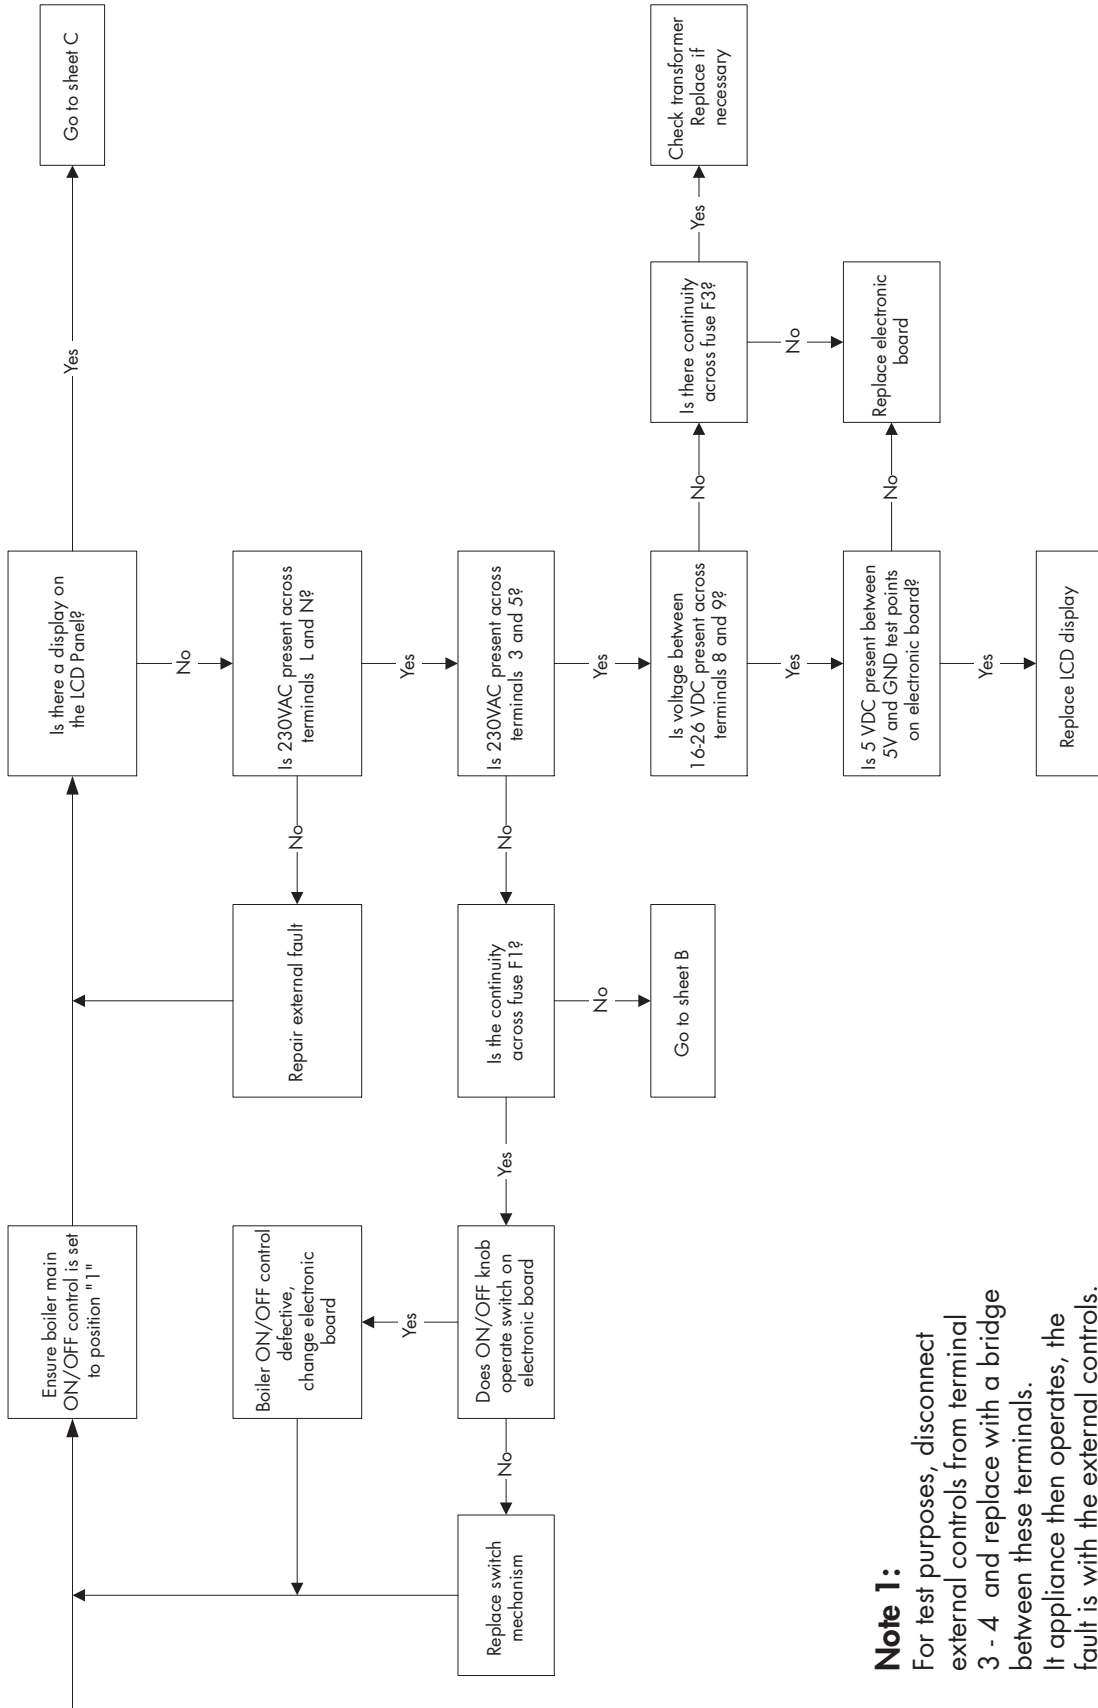 Ensure boiler main
ON/OFF control is set
to position "1"
Is there a display on
the LCD Panel?
Yes
Go to sheet C
No
Boiler ON/OFF control
defective,
change electronic
board
Repair external fault
No
Is 230VAC present across
terminals L and N?
Yes
Yes
Replace switch
mechanism
No
Does ON/OFF knob
operate switch on
electronic board
Yes
Is the continuity
across fuse F1?
No
Is 230VAC present across
terminals 3 and 5?
No
Yes
Go to sheet B
Is voltage between
16-26 VDC present across
terminals 8 and 9?
No
Is there continuity
across fuse F3?
Yes
Check transformer
Replace if
necessary
Yes
No
Is 5 VDC present between
5V and GND test points
on electronic board?
No
Replace electronic
board
Yes
Replace LCD display
Note 1:
For test purposes, disconnect
external controls from terminal
3 - 4 and replace with a bridge
between these terminals.
It appliance then operates, the
fault is with the external controls.